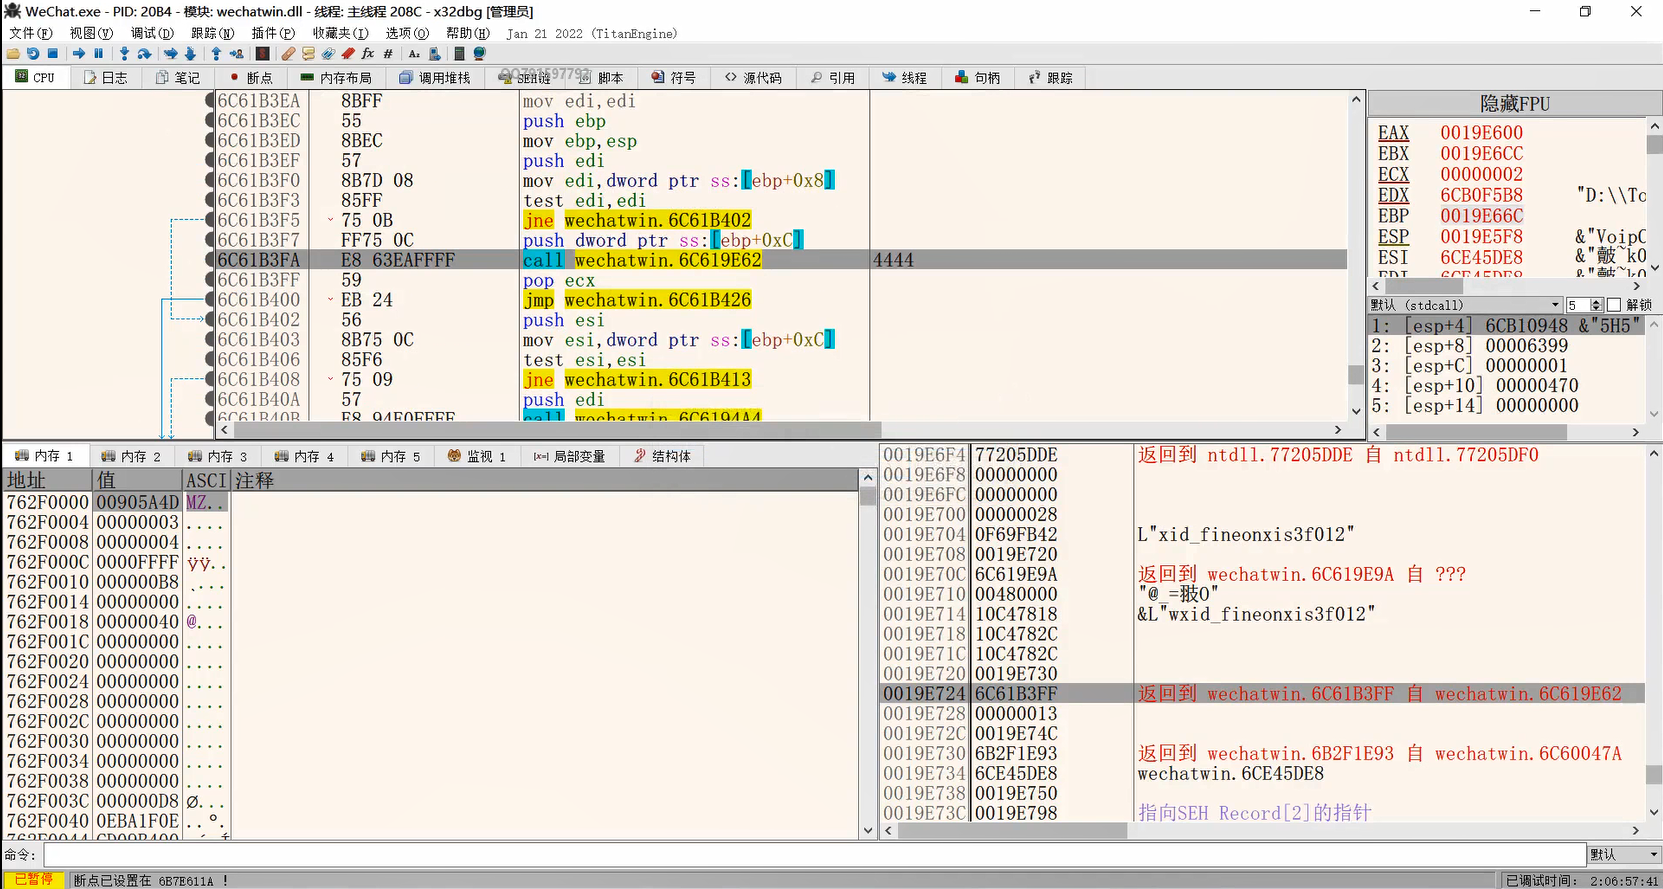 WeChat.exe - PID: 20B4 - 模块: wechatwin.dll - 线程: 主线程 208C - x32dbg [管理员]
文件(F) 视图(V) 调试(D) 跟踪(N) 插件(P) 收藏夹(I) 选项(O) 帮助(H) Jan 21 2022 (TitanEngine)
CPU 日志 笔记 断点 内存布局 调用堆栈 SEH链 脚本 符号 源代码 引用 线程 句柄 跟踪
6C61B3EA 8BFF mov edi,edi
6C61B3EC 55 push ebp
6C61B3ED 8BEC mov ebp,esp
6C61B3EF 57 push edi
6C61B3F0 8B7D 08 mov edi,dword ptr ss:[ebp+0x8]
6C61B3F3 85FF test edi,edi
6C61B3F5 75 0B jne wechatwin.6C61B402
6C61B3F7 FF75 0C push dword ptr ss:[ebp+0xC]
6C61B3FA E8 63EAFFFF call wechatwin.6C619E62 4444
6C61B3FF 59 pop ecx
6C61B400 EB 24 jmp wechatwin.6C61B426
6C61B402 56 push esi
6C61B403 8B75 0C mov esi,dword ptr ss:[ebp+0xC]
6C61B406 85F6 test esi,esi
6C61B408 75 09 jne wechatwin.6C61B413
6C61B40A 57 push edi
6C61B40B E8 94E0FFFF call wechatwin.6C6194A4
隐藏FPU
EAX 0019E600
EBX 0019E6CC
ECX 00000002
EDX 6CB0F5B8 "D:\\To
EBP 0019E66C
ESP 0019E5F8 &"VoipC
ESI 6CE45DE8
EDI 6CE45DE8
默认 (stdcall) 5 解锁
1: [esp+4] 6CB10948 &"5H5"
2: [esp+8] 00006399
3: [esp+C] 00000001
4: [esp+10] 00000470
5: [esp+14] 00000000
内存 1 内存 2 内存 3 内存 4 内存 5 监视 1 [x=] 局部变量 结构体
地址 值 ASCI 注释
762F0000 00905A4D MZ..
762F0004 00000003 ....
762F0008 00000004 ....
762F000C 0000FFFF ÿÿ..
762F0010 000000B8 ¸...
762F0014 00000000 ....
762F0018 00000040 @...
762F001C 00000000 ....
762F0020 00000000 ....
762F0024 00000000 ....
762F0028 00000000 ....
762F002C 00000000 ....
762F0030 00000000 ....
762F0034 00000000 ....
762F0038 00000000 ....
762F003C 000000D8 Ø...
762F0040 0EBA1F0E ..º.
762F0044 CD09B400
0019E6F4 77205DDE 返回到 ntdll.77205DDE 自 ntdll.77205DF0
0019E6F8 00000000
0019E6FC 00000000
0019E700 00000028
0019E704 0F69FB42 L"xid_fineonxis3f012"
0019E708 0019E720
0019E70C 6C619E9A 返回到 wechatwin.6C619E9A 自 ???
0019E710 00480000 "@_=翄O"
0019E714 10C47818 &L"wxid_fineonxis3f012"
0019E718 10C4782C
0019E71C 10C4782C
0019E720 0019E730
0019E724 6C61B3FF 返回到 wechatwin.6C61B3FF 自 wechatwin.6C619E62
0019E728 00000013
0019E72C 0019E74C
0019E730 6B2F1E93 返回到 wechatwin.6B2F1E93 自 wechatwin.6C60047A
0019E734 6CE45DE8 wechatwin.6CE45DE8
0019E738 0019E750
0019E73C 0019E798 指向SEH_Record[2]的指针
命令: 默认
已暂停 断点已设置在 6B7E611A ! 已调试时间: 2:06:57:41